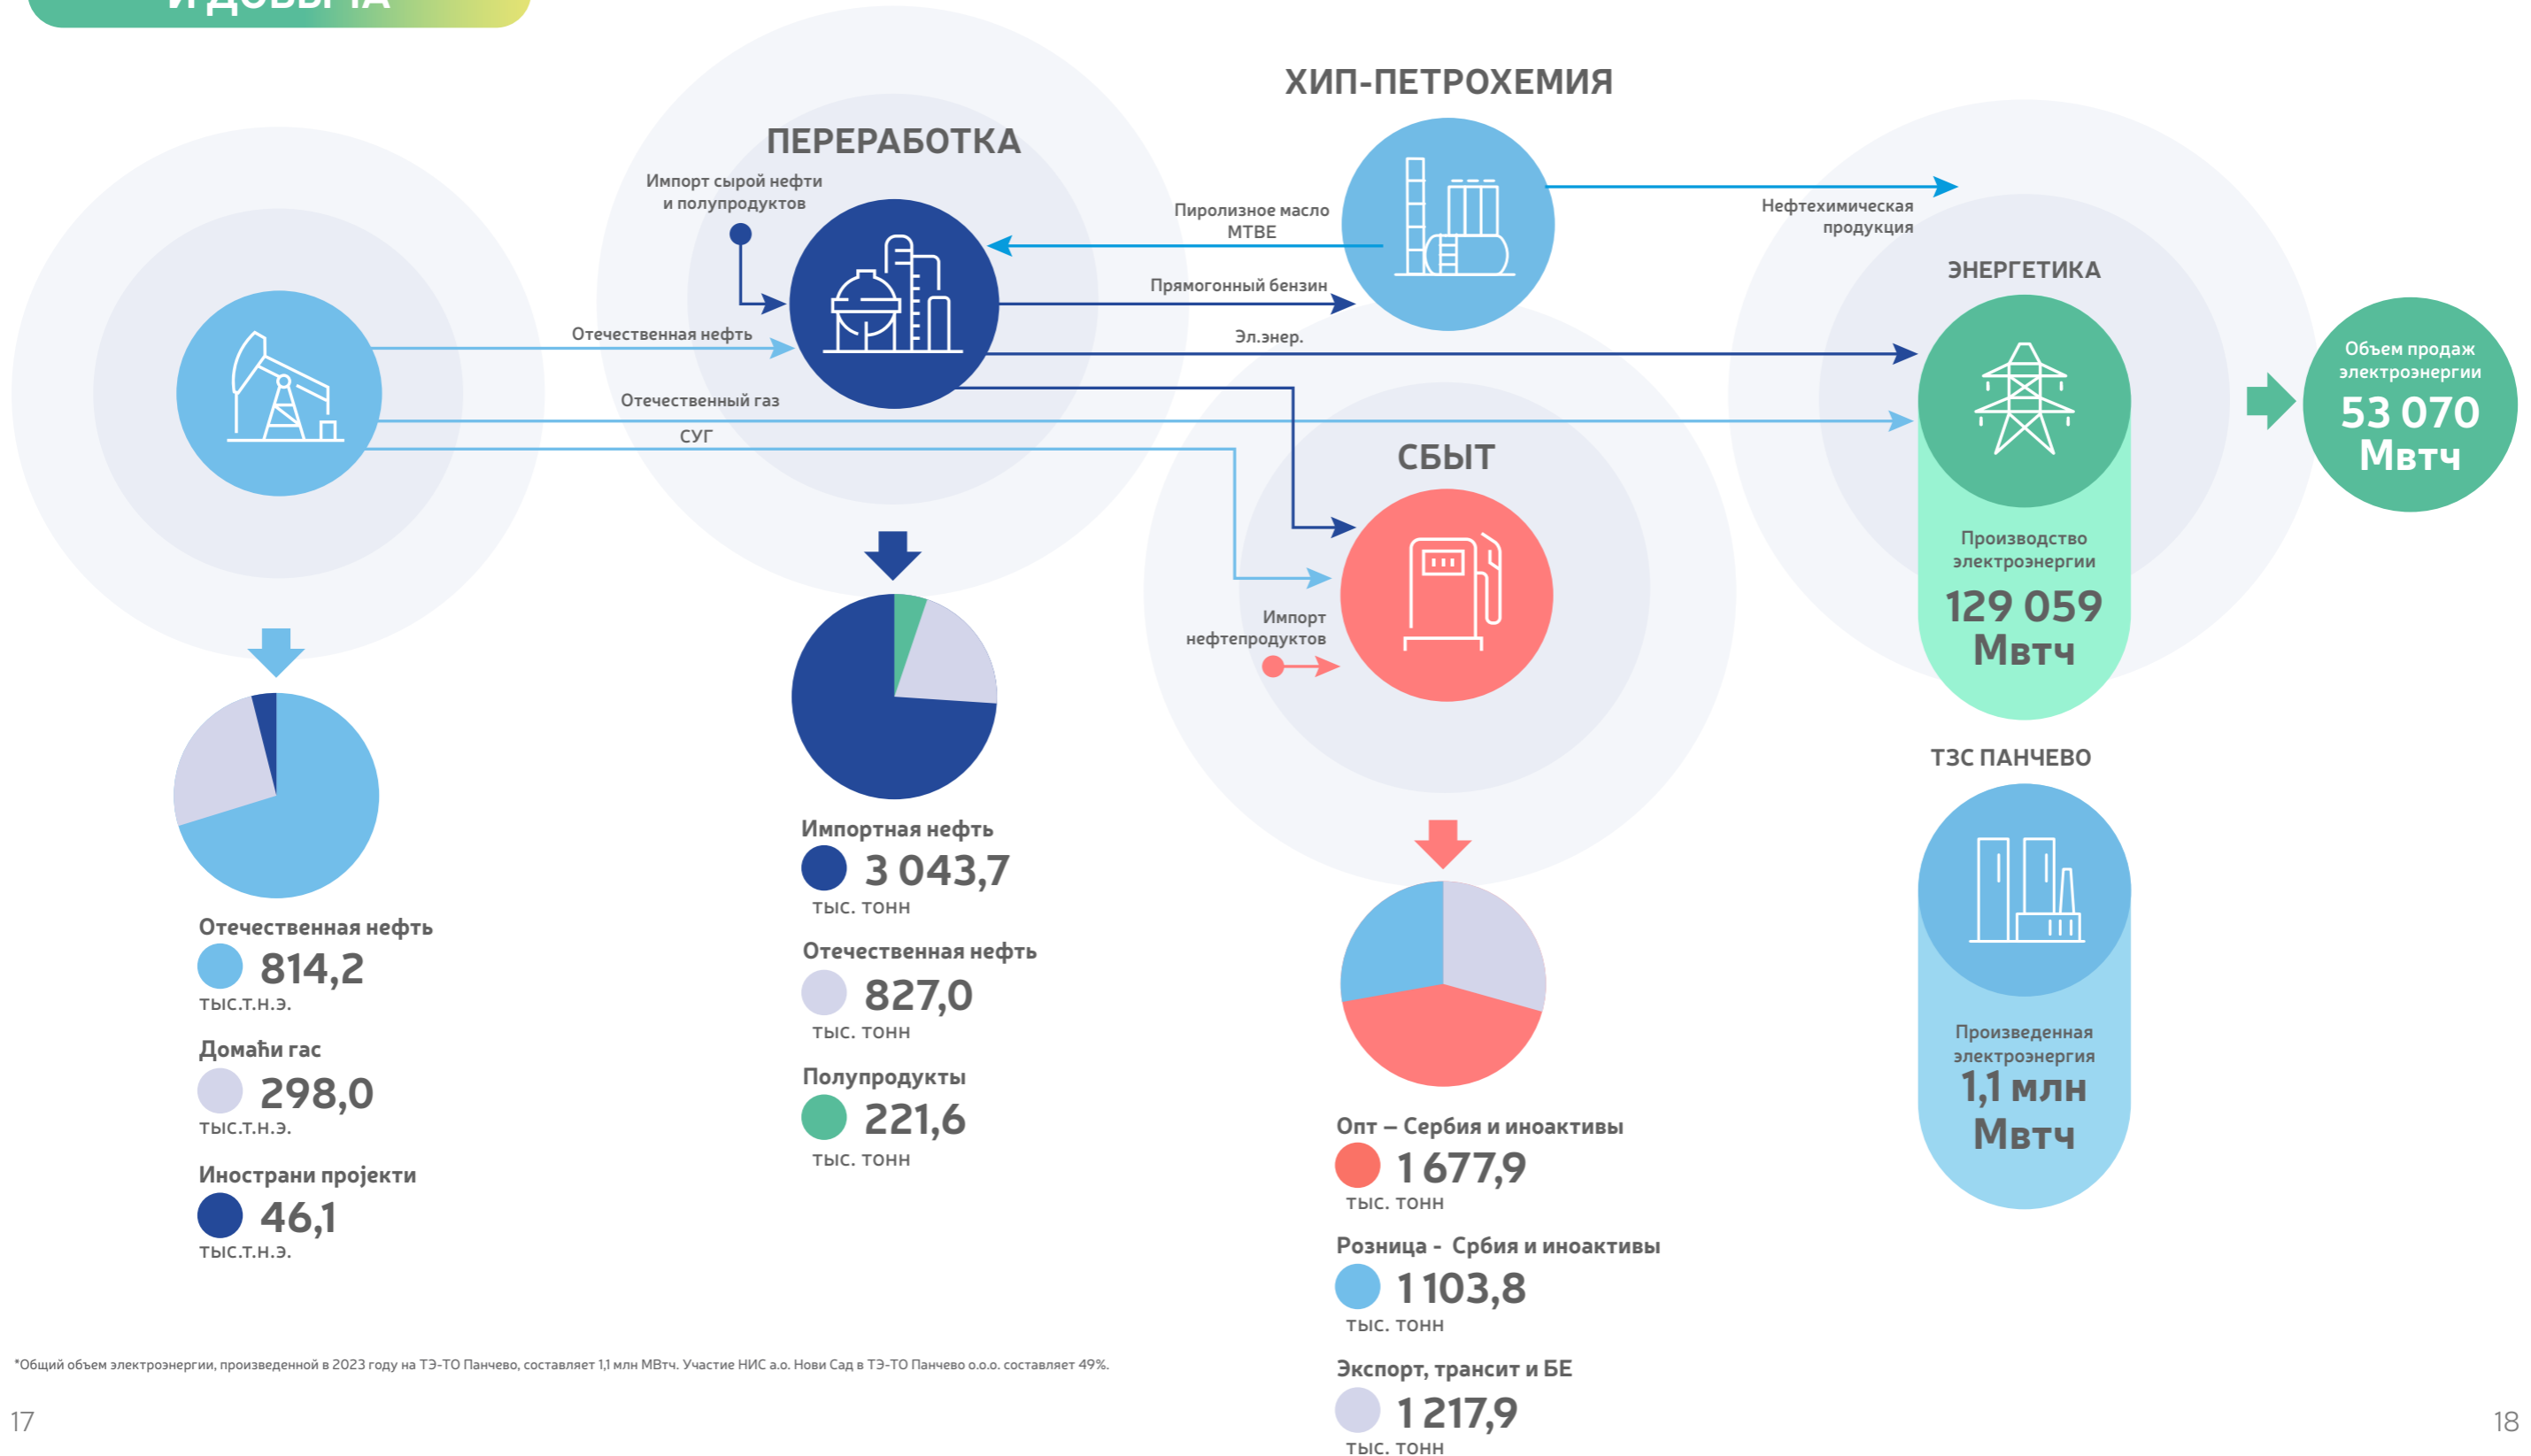 И ДОБЫЧА
ХИП-ПЕТРОХЕМИЯ
ПЕРЕРАБОТКА
Импорт сырой нефти
и полупродуктов
Пиролизное масло
МТВЕ
Нефтехимическая
продукция
Прямогонный бензин
Отечественная нефть
Эл.энер.
Отечественный газ
СУГ
ЭНЕРГЕТИКА
Объем продаж
электроэнергии
53 070
Мвтч
СБЫТ
Импорт
нефтепродуктов
Производство
электроэнергии
129 059
Мвтч
ТЗС ПАНЧЕВО
Произведенная
электроэнергия
1,1 млн
Мвтч
Отечественная нефть
814,2
тыс.т.н.э.
Домаћи гас
298,0
тыс.т.н.э.
Инострани пројекти
46,1
тыс.т.н.э.
Импортная нефть
3 043,7
тыс. тонн
Отечественная нефть
827,0
тыс. тонн
Полупродукты
221,6
тыс. тонн
Опт – Сербия и иноактивы
1 677,9
тыс. тонн
Розница - Србия и иноактивы
1 103,8
тыс. тонн
Экспорт, транзит и БЕ
1 217,9
тыс. тонн
*Общий объем электроэнергии, произведенной в 2023 году на ТЭ-ТО Панчево, составляет 1,1 млн МВтч. Участие НИС а.о. Нови Сад в ТЭ-ТО Панчево о.о.о. составляет 49%.
17
18